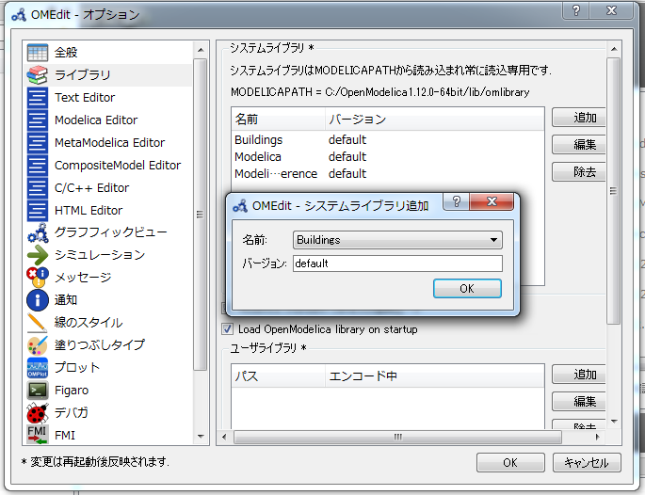 OMEdit - オプション
全般
ライブラリ
Text Editor
Modelica Editor
MetaModelica Editor
CompositeModel Editor
C/C++ Editor
HTML Editor
グラフフィックビュー
シミュレーション
メッセージ
通知
線のスタイル
塗りつぶしタイプ
プロット
Figaro
デバガ
FMI
FMI
システムライブラリ *
システムライブラリはMODELICAPATHから読み込まれ常に読込専用です.
MODELICAPATH = C:/OpenModelica1.12.0-64bit/lib/omlibrary
名前 バージョン
Buildings default
Modelica default
Modeli…erence default
追加
編集
除去
OMEdit - システムライブラリ追加
名前: Buildings
バージョン: default
OK
Load OpenModelica library on startup
ユーザライブラリ *
パス エンコード中
追加
編集
除去
* 変更は再起動後反映されます.
OK キャンセル